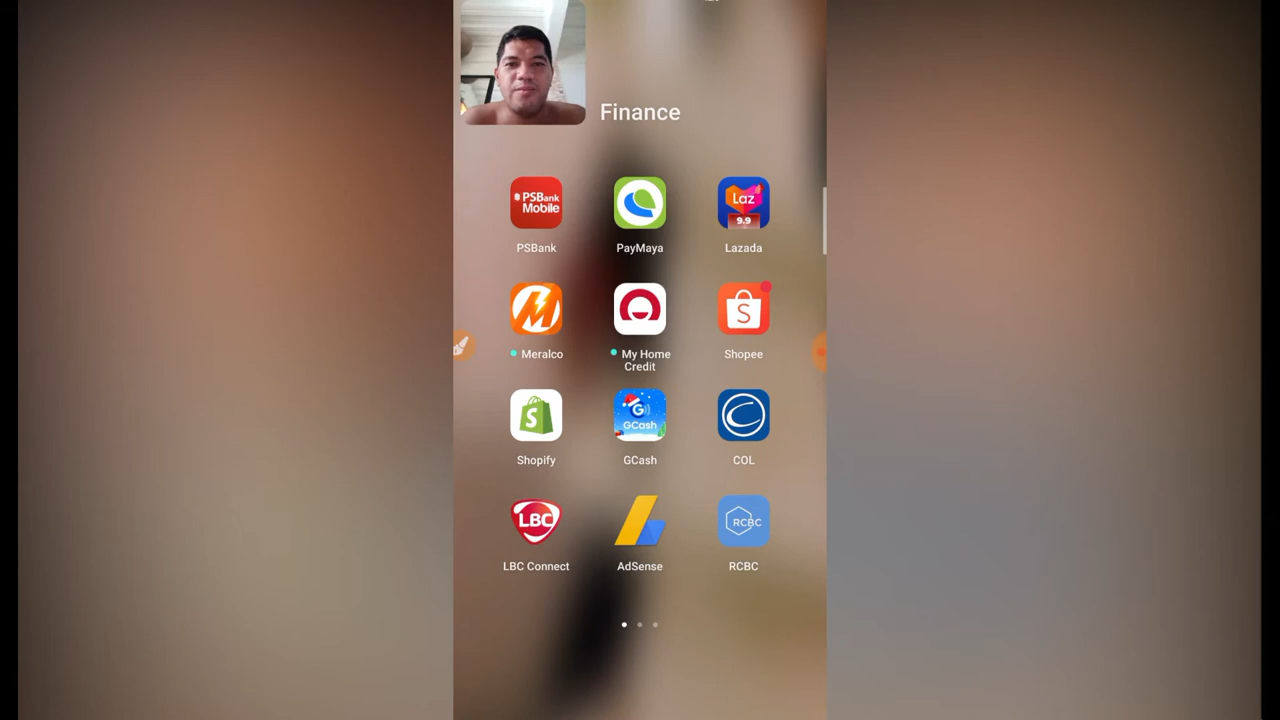 Finance
PSBank
Mobile
Laz
9.9
PSBank
PayMaya
Lazada
S
Meralco
My Home
Credit
Shopee
S
G
GCash
Shopify
GCash
COL
LBC
RCBC
LBC Connect
AdSense
RCBC